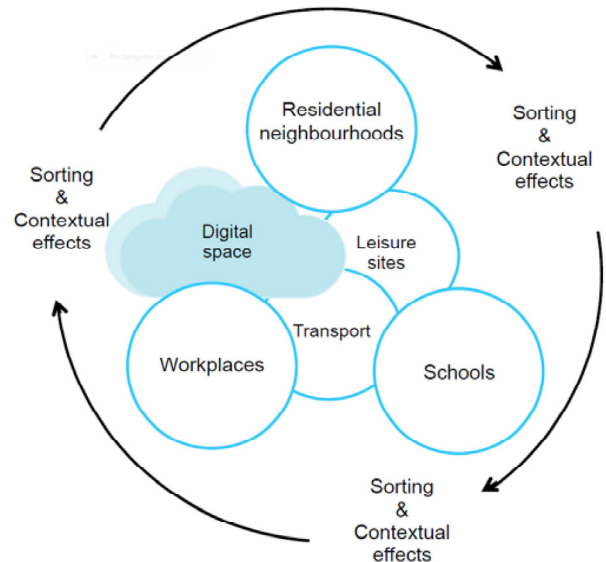 Residential
neighbourhoods
Sorting
&
Contextual
effects
Sorting
&
Contextual
effects
Digital
space
Leisure
sites
Transport
Workplaces
Schools
Sorting
&
Contextual
effects